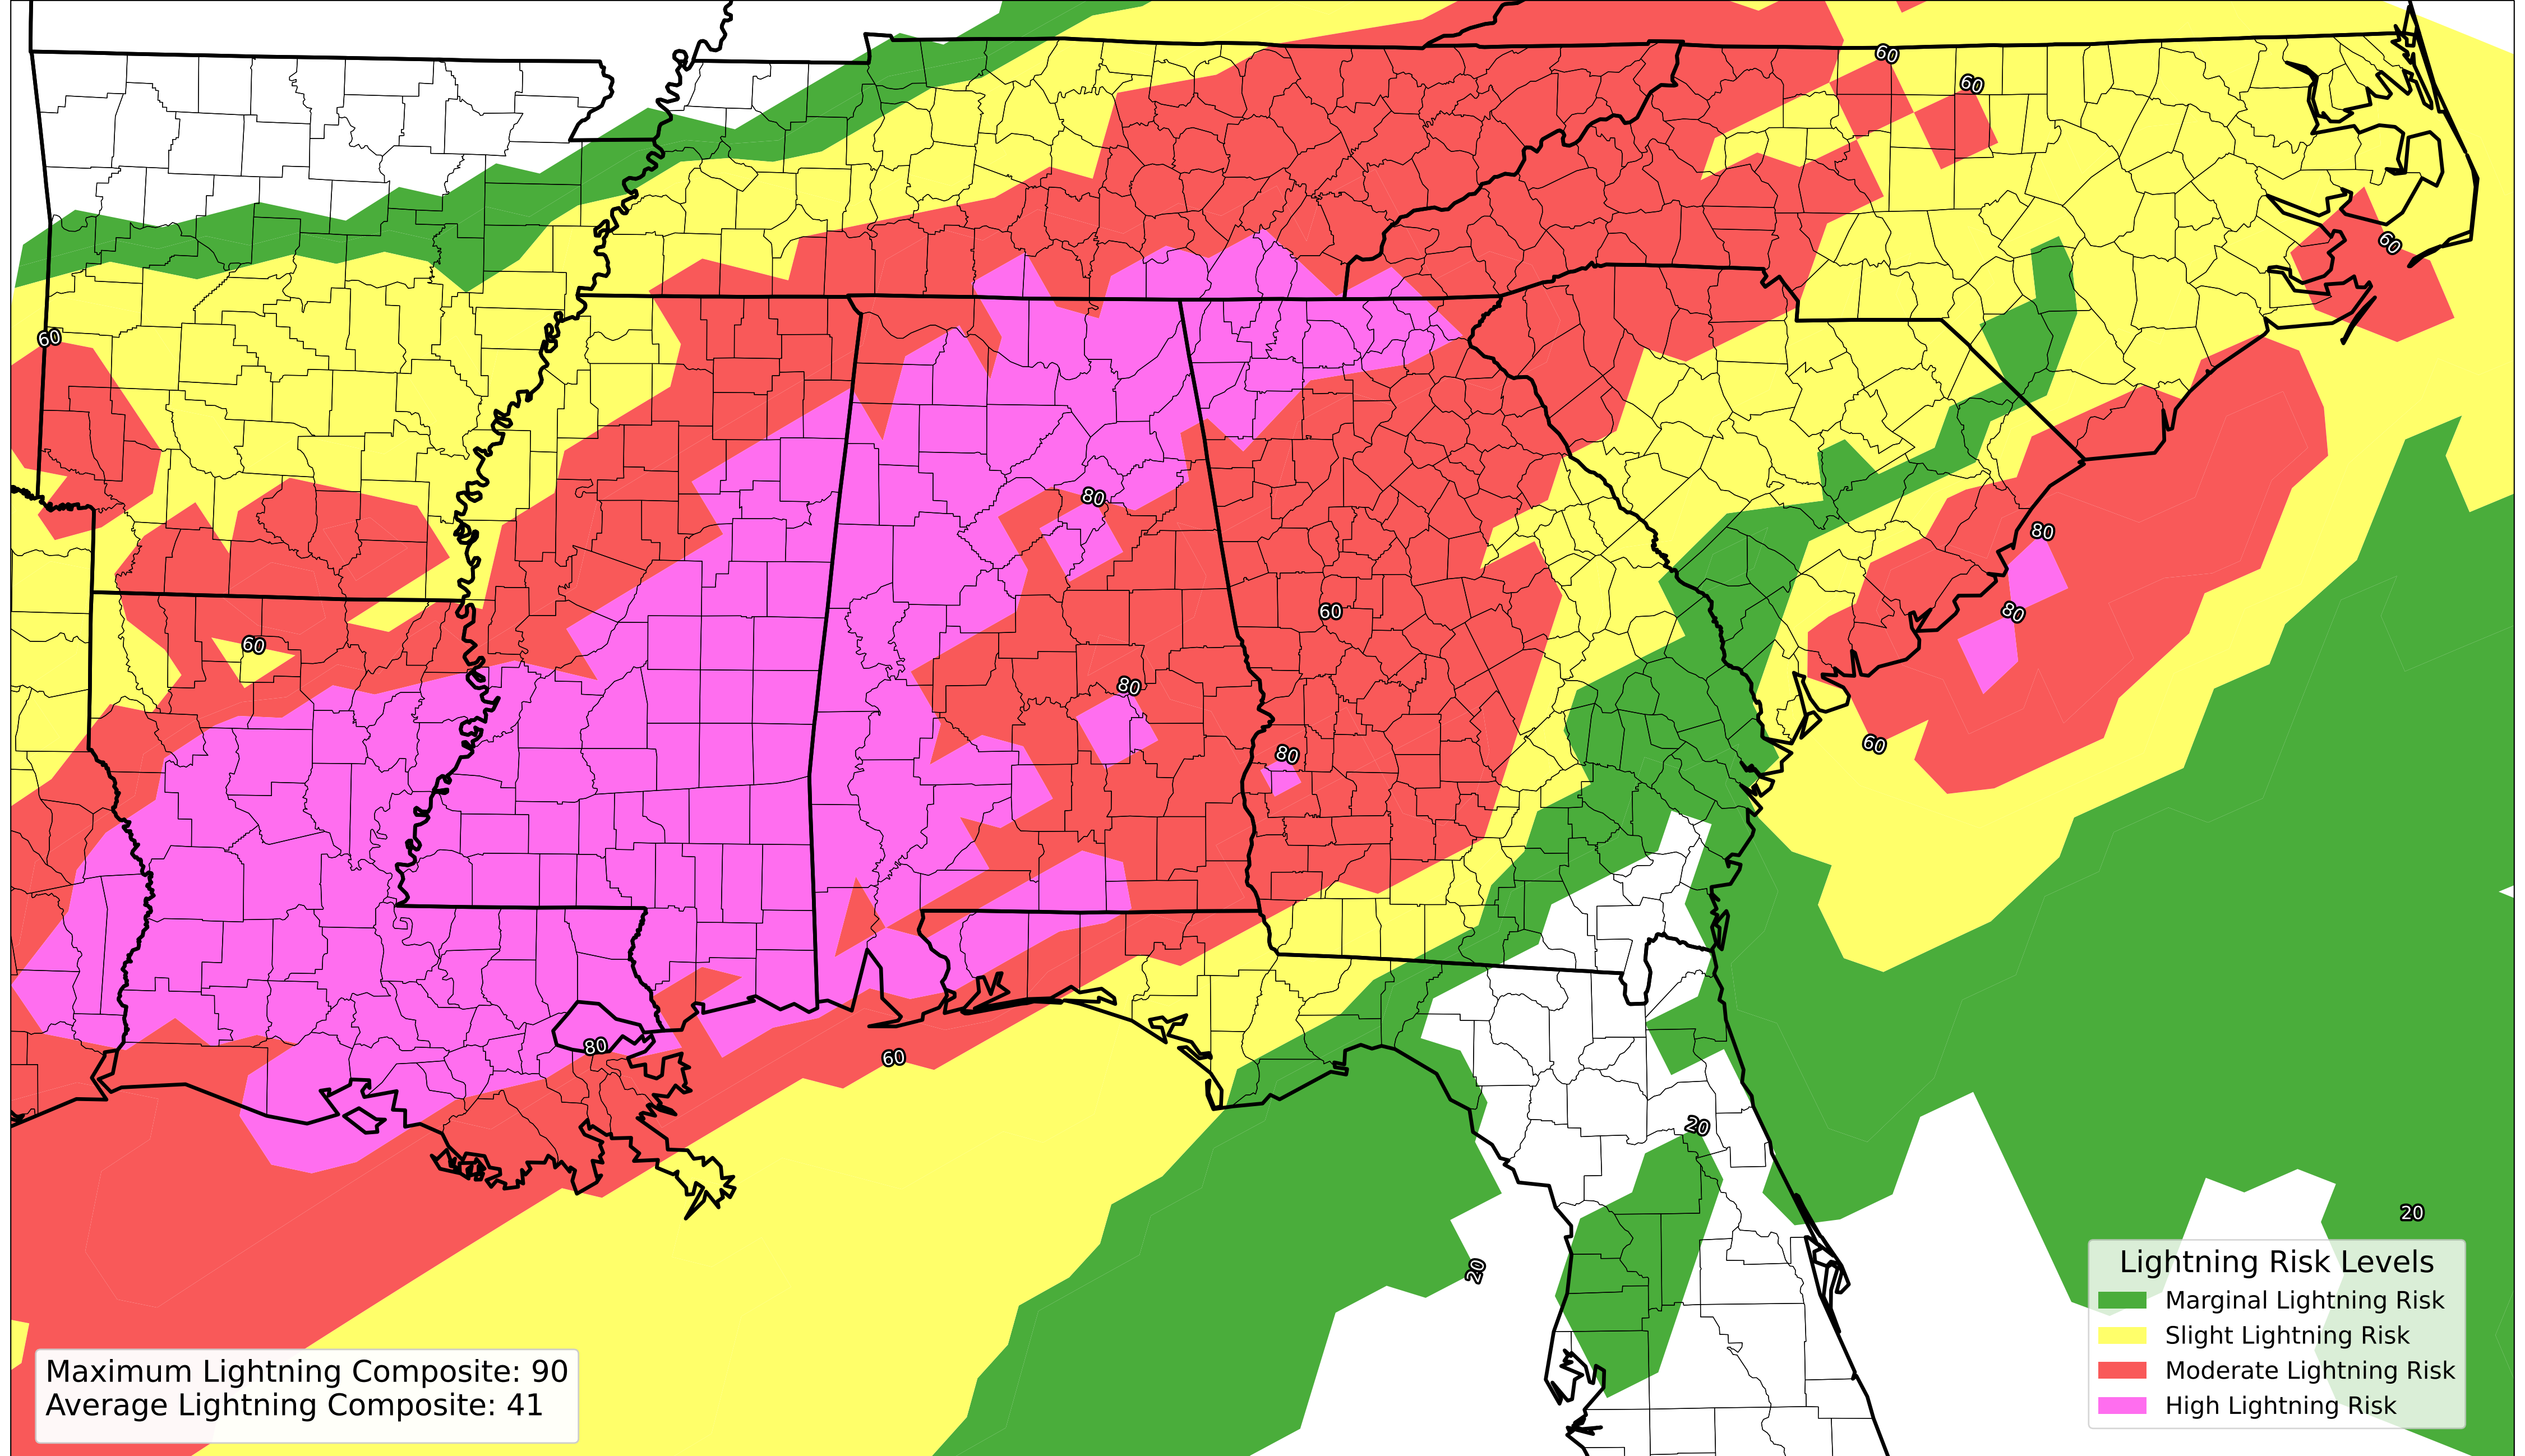 60
60
60
60
80
80
60
80
60
80
80
60
80
60
20
20
20
Lightning Risk Levels
Marginal Lightning Risk
Slight Lightning Risk
Moderate Lightning Risk
High Lightning Risk
Maximum Lightning Composite: 90
Average Lightning Composite: 41